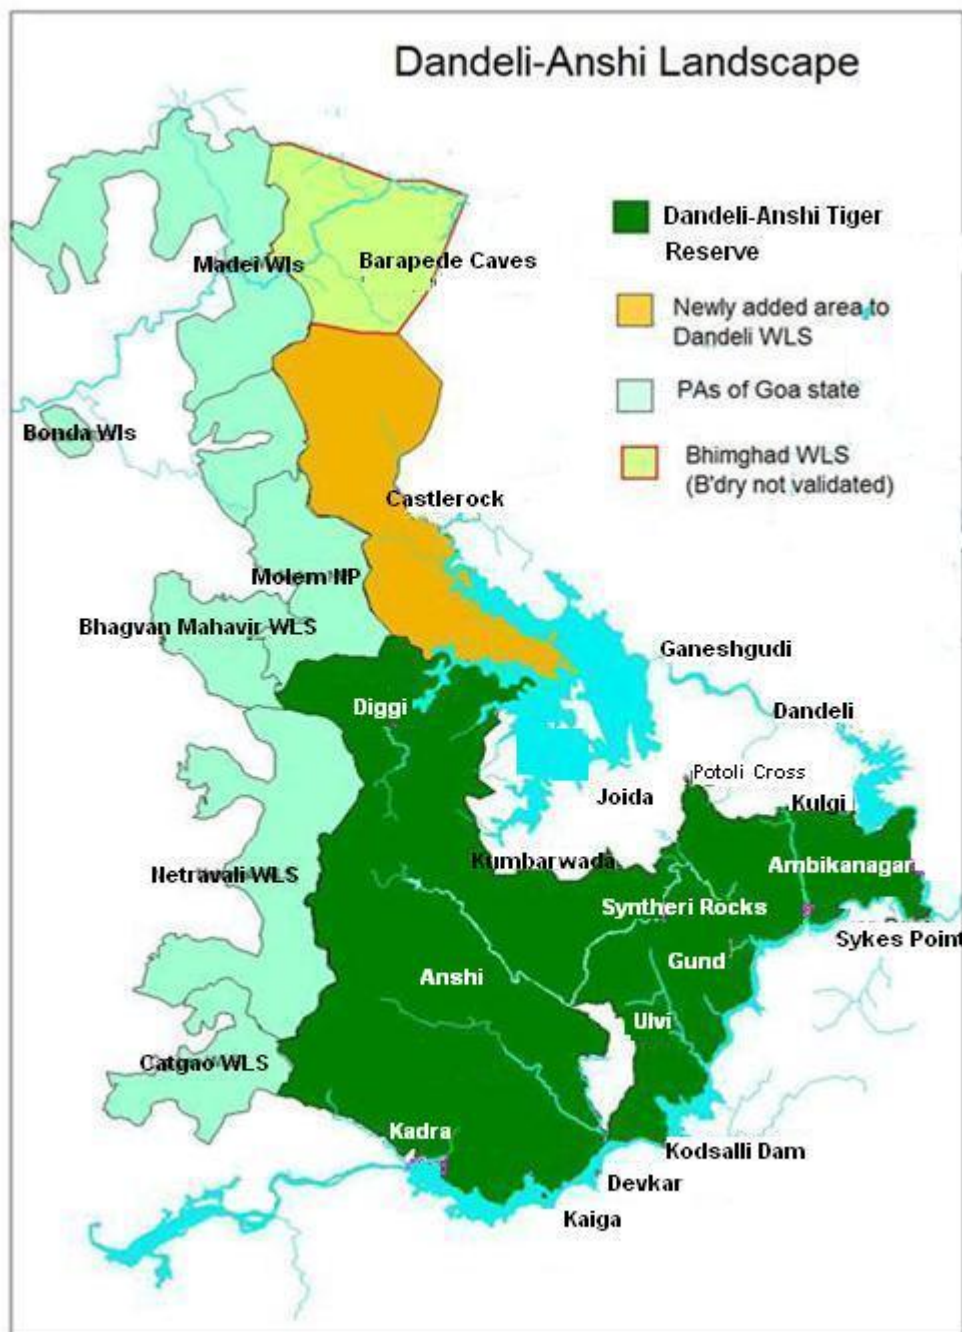 Dandeli-Anshi Landscape
Dandeli-Anshi Tiger
Reserve
Newly added area to
Dandeli WLS
PAs of Goa state
Bhimghad WLS
(B'dry not validated)
Madei Wls
Barapede Caves
Bonda Wls
Castlerock
Molem NP
Bhagvan Mahavir WLS
Ganeshgudi
Diggi
Dandeli
Potoli Cross
Joida
Kulgi
Kumbarwada
Ambikanagar
Netravali WLS
Syntheri Rocks
Sykes Point
Gund
Anshi
Ulvi
Catgao WLS
Kadra
Kodsalli Dam
Devkar
Kaiga